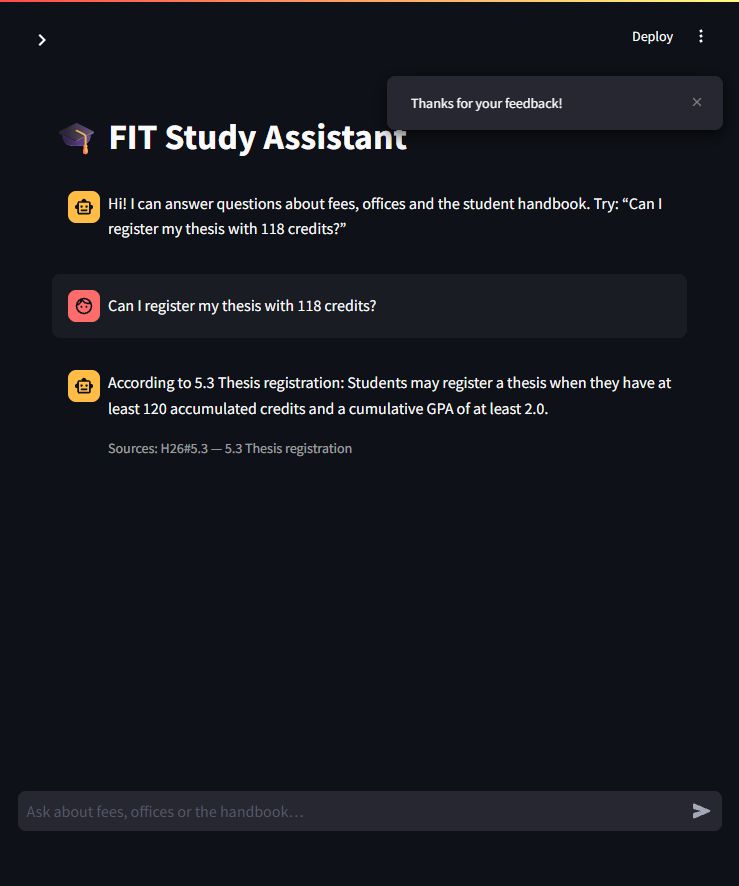 Deploy
Thanks for your feedback!
FIT Study Assistant
Hi! I can answer questions about fees, offices and the student handbook. Try: “Can I
register my thesis with 118 credits?”
Can I register my thesis with 118 credits?
According to 5.3 Thesis registration: Students may register a thesis when they have at
least 120 accumulated credits and a cumulative GPA of at least 2.0.
Sources: H26#5.3 — 5.3 Thesis registration
Ask about fees, offices or the handbook…